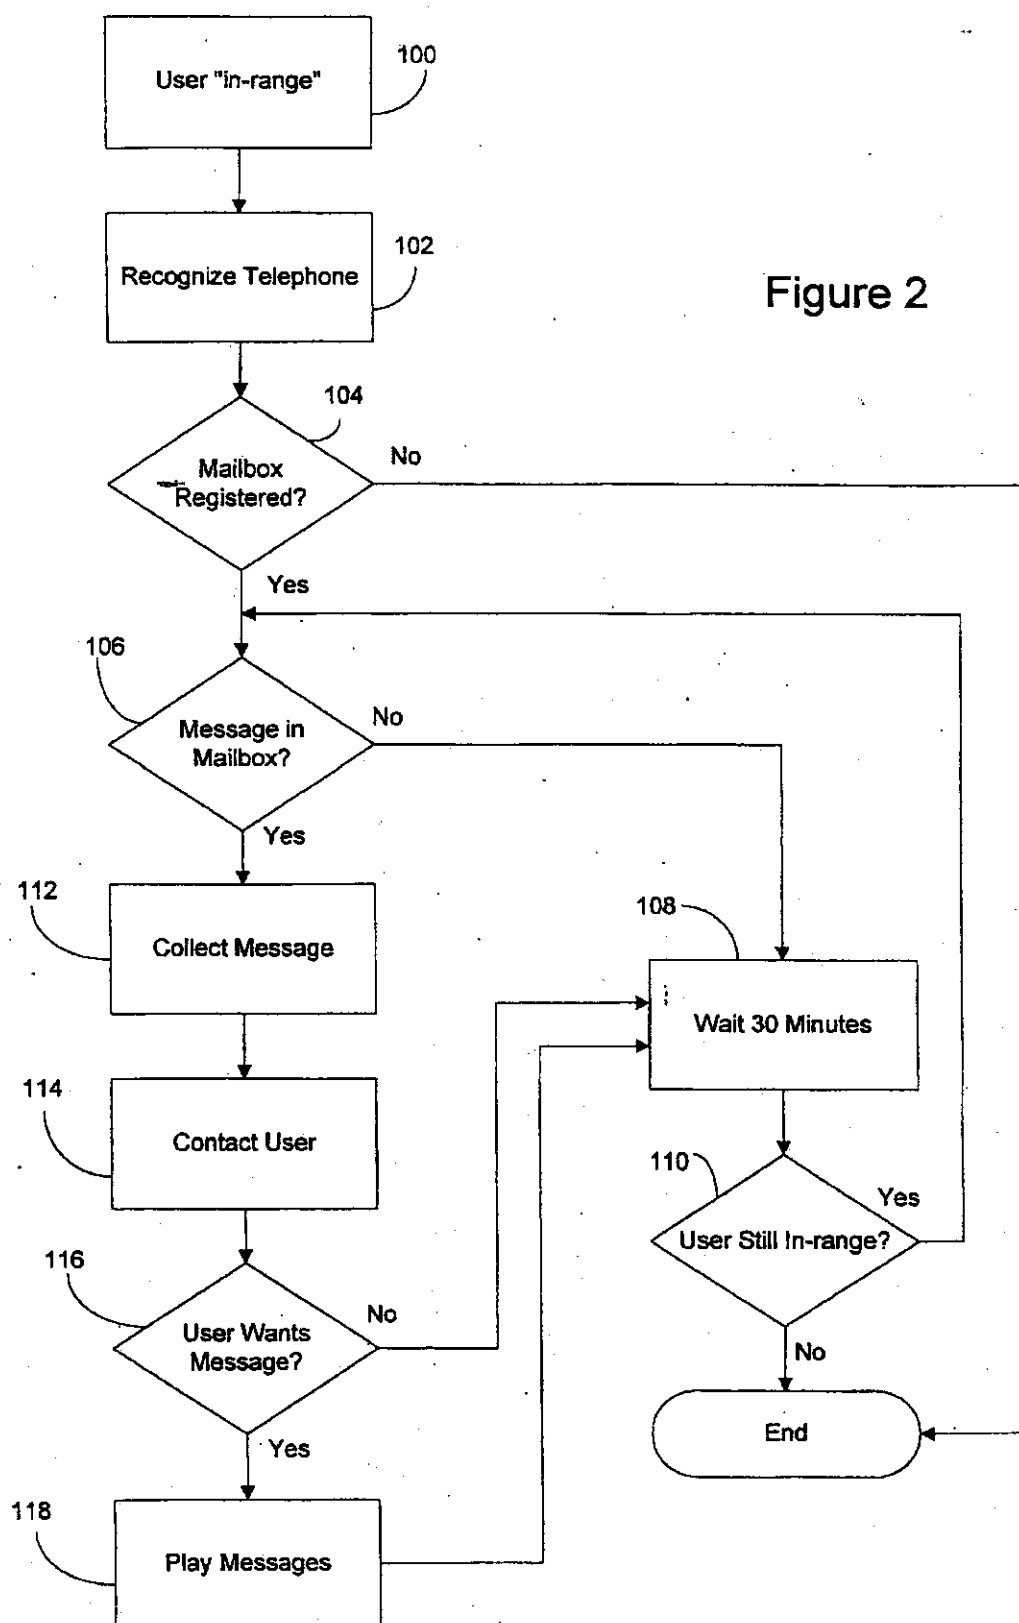 User "in-range"
100
Recognize Telephone
102
Figure 2
104
Mailbox
Registered?
No
Yes
106
Message in
Mailbox?
No
Yes
112
Collect Message
108
Wait 30 Minutes
114
Contact User
110
User Still In-range?
Yes
No
116
User Wants
Message?
No
Yes
End
118
Play Messages